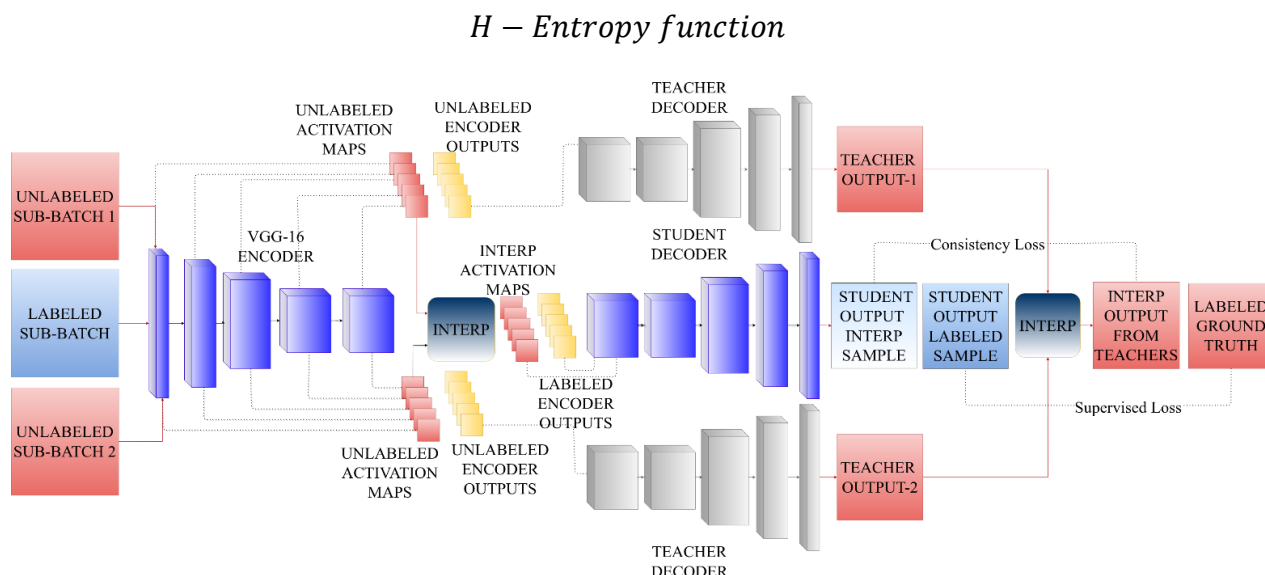 H − Entropy function
TEACHER
DECODER
UNLABELED
ACTIVATION
MAPS
UNLABELED
ENCODER
OUTPUTS
UNLABELED
SUB-BATCH 1
TEACHER
OUTPUT-1
VGG-16
ENCODER
STUDENT
DECODER
Consistency Loss
INTERP
ACTIVATION
MAPS
LABELED
SUB-BATCH
INTERP
STUDENT
OUTPUT
INTERP
SAMPLE
STUDENT
OUTPUT
LABELED
SAMPLE
INTERP
INTERP
OUTPUT
FROM
TEACHERS
LABELED
GROUND
TRUTH
LABELED
ENCODER
OUTPUTS
Supervised Loss
UNLABELED
SUB-BATCH 2
UNLABELED
ACTIVATION
MAPS
UNLABELED
ENCODER
OUTPUTS
TEACHER
OUTPUT-2
TEACHER
DECODER